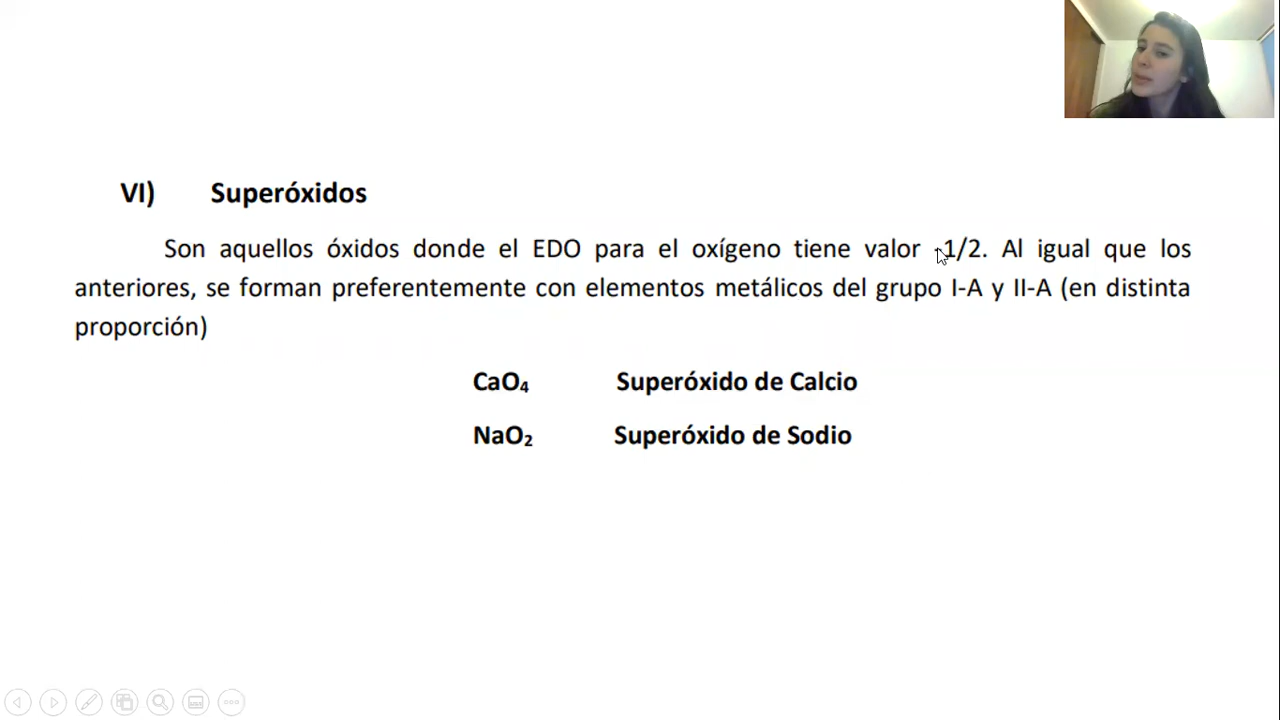 VI) Superóxidos
Son aquellos óxidos donde el EDO para el oxígeno tiene valor -1/2. Al igual que los
anteriores, se forman preferentemente con elementos metálicos del grupo I-A y II-A (en distinta
proporción)
CaO₄ Superóxido de Calcio
NaO₂ Superóxido de Sodio